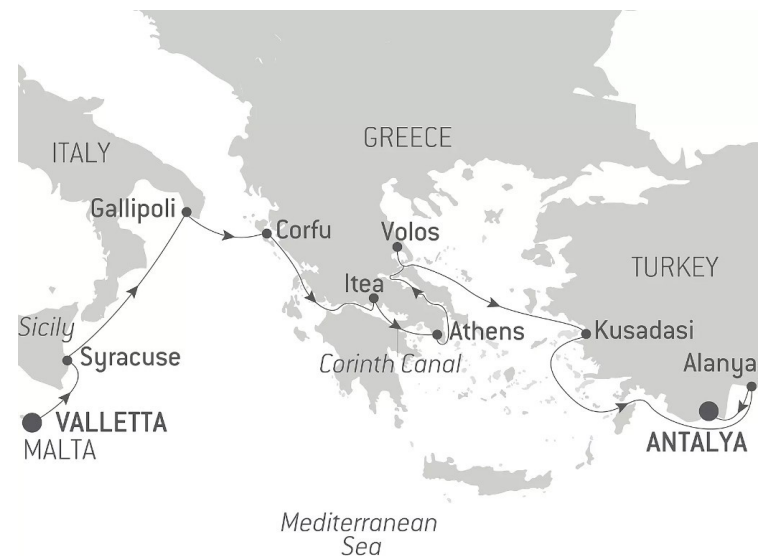 GREECE
ITALY
Gallipoli
Corfu
Volos
TURKEY
Itea
Sicily
Athens
Kusadasi
Syracuse
Corinth Canal
Alanya
VALLETTA
MALTA
ANTALYA
Mediterranean
Sea